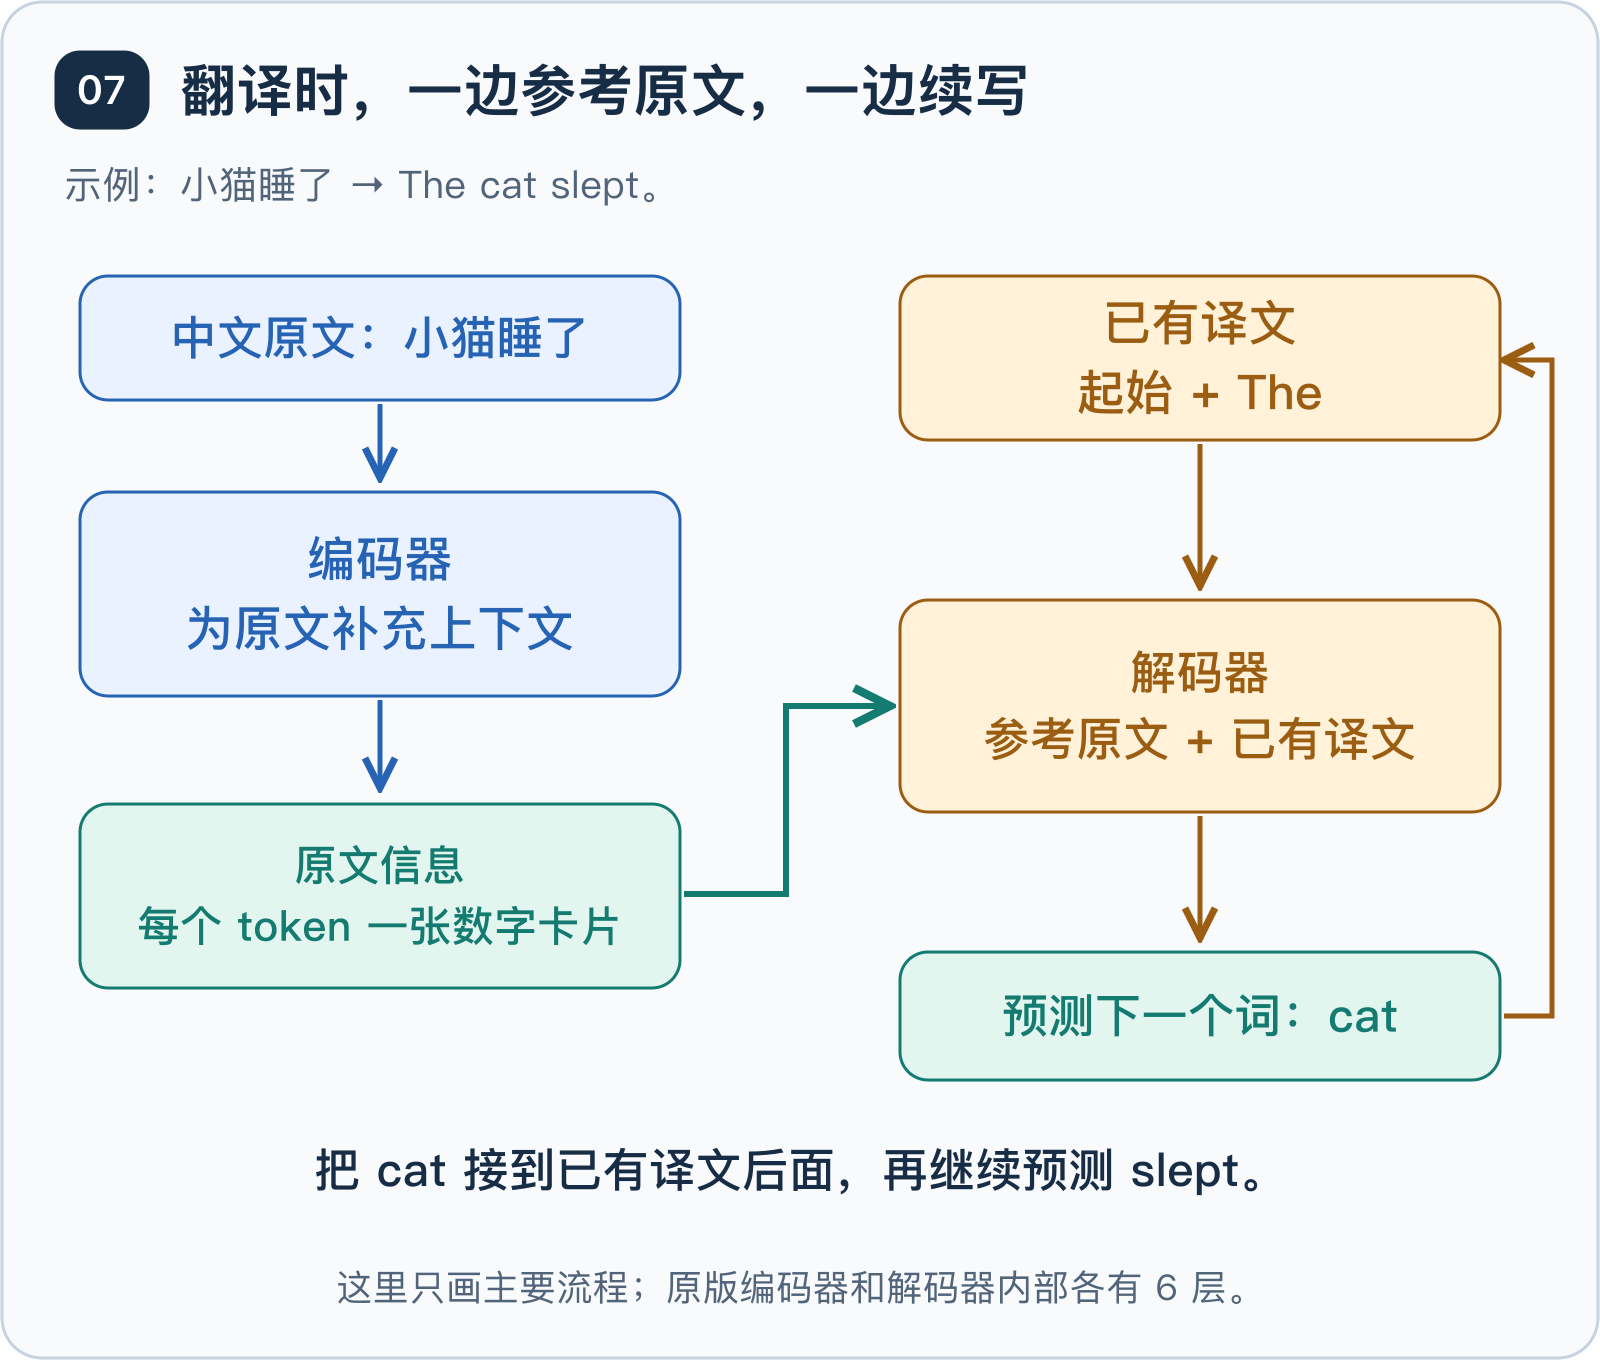 07
翻译时，一边参考原文，一边续写
示例：小猫睡了 → The cat slept。
中文原文：小猫睡了
编码器
为原文补充上下文
原文信息
每个 token 一张数字卡片
已有译文
起始 + The
解码器
参考原文 + 已有译文
预测下一个词：cat
把 cat 接到已有译文后面，再继续预测 slept。
这里只画主要流程；原版编码器和解码器内部各有 6 层。